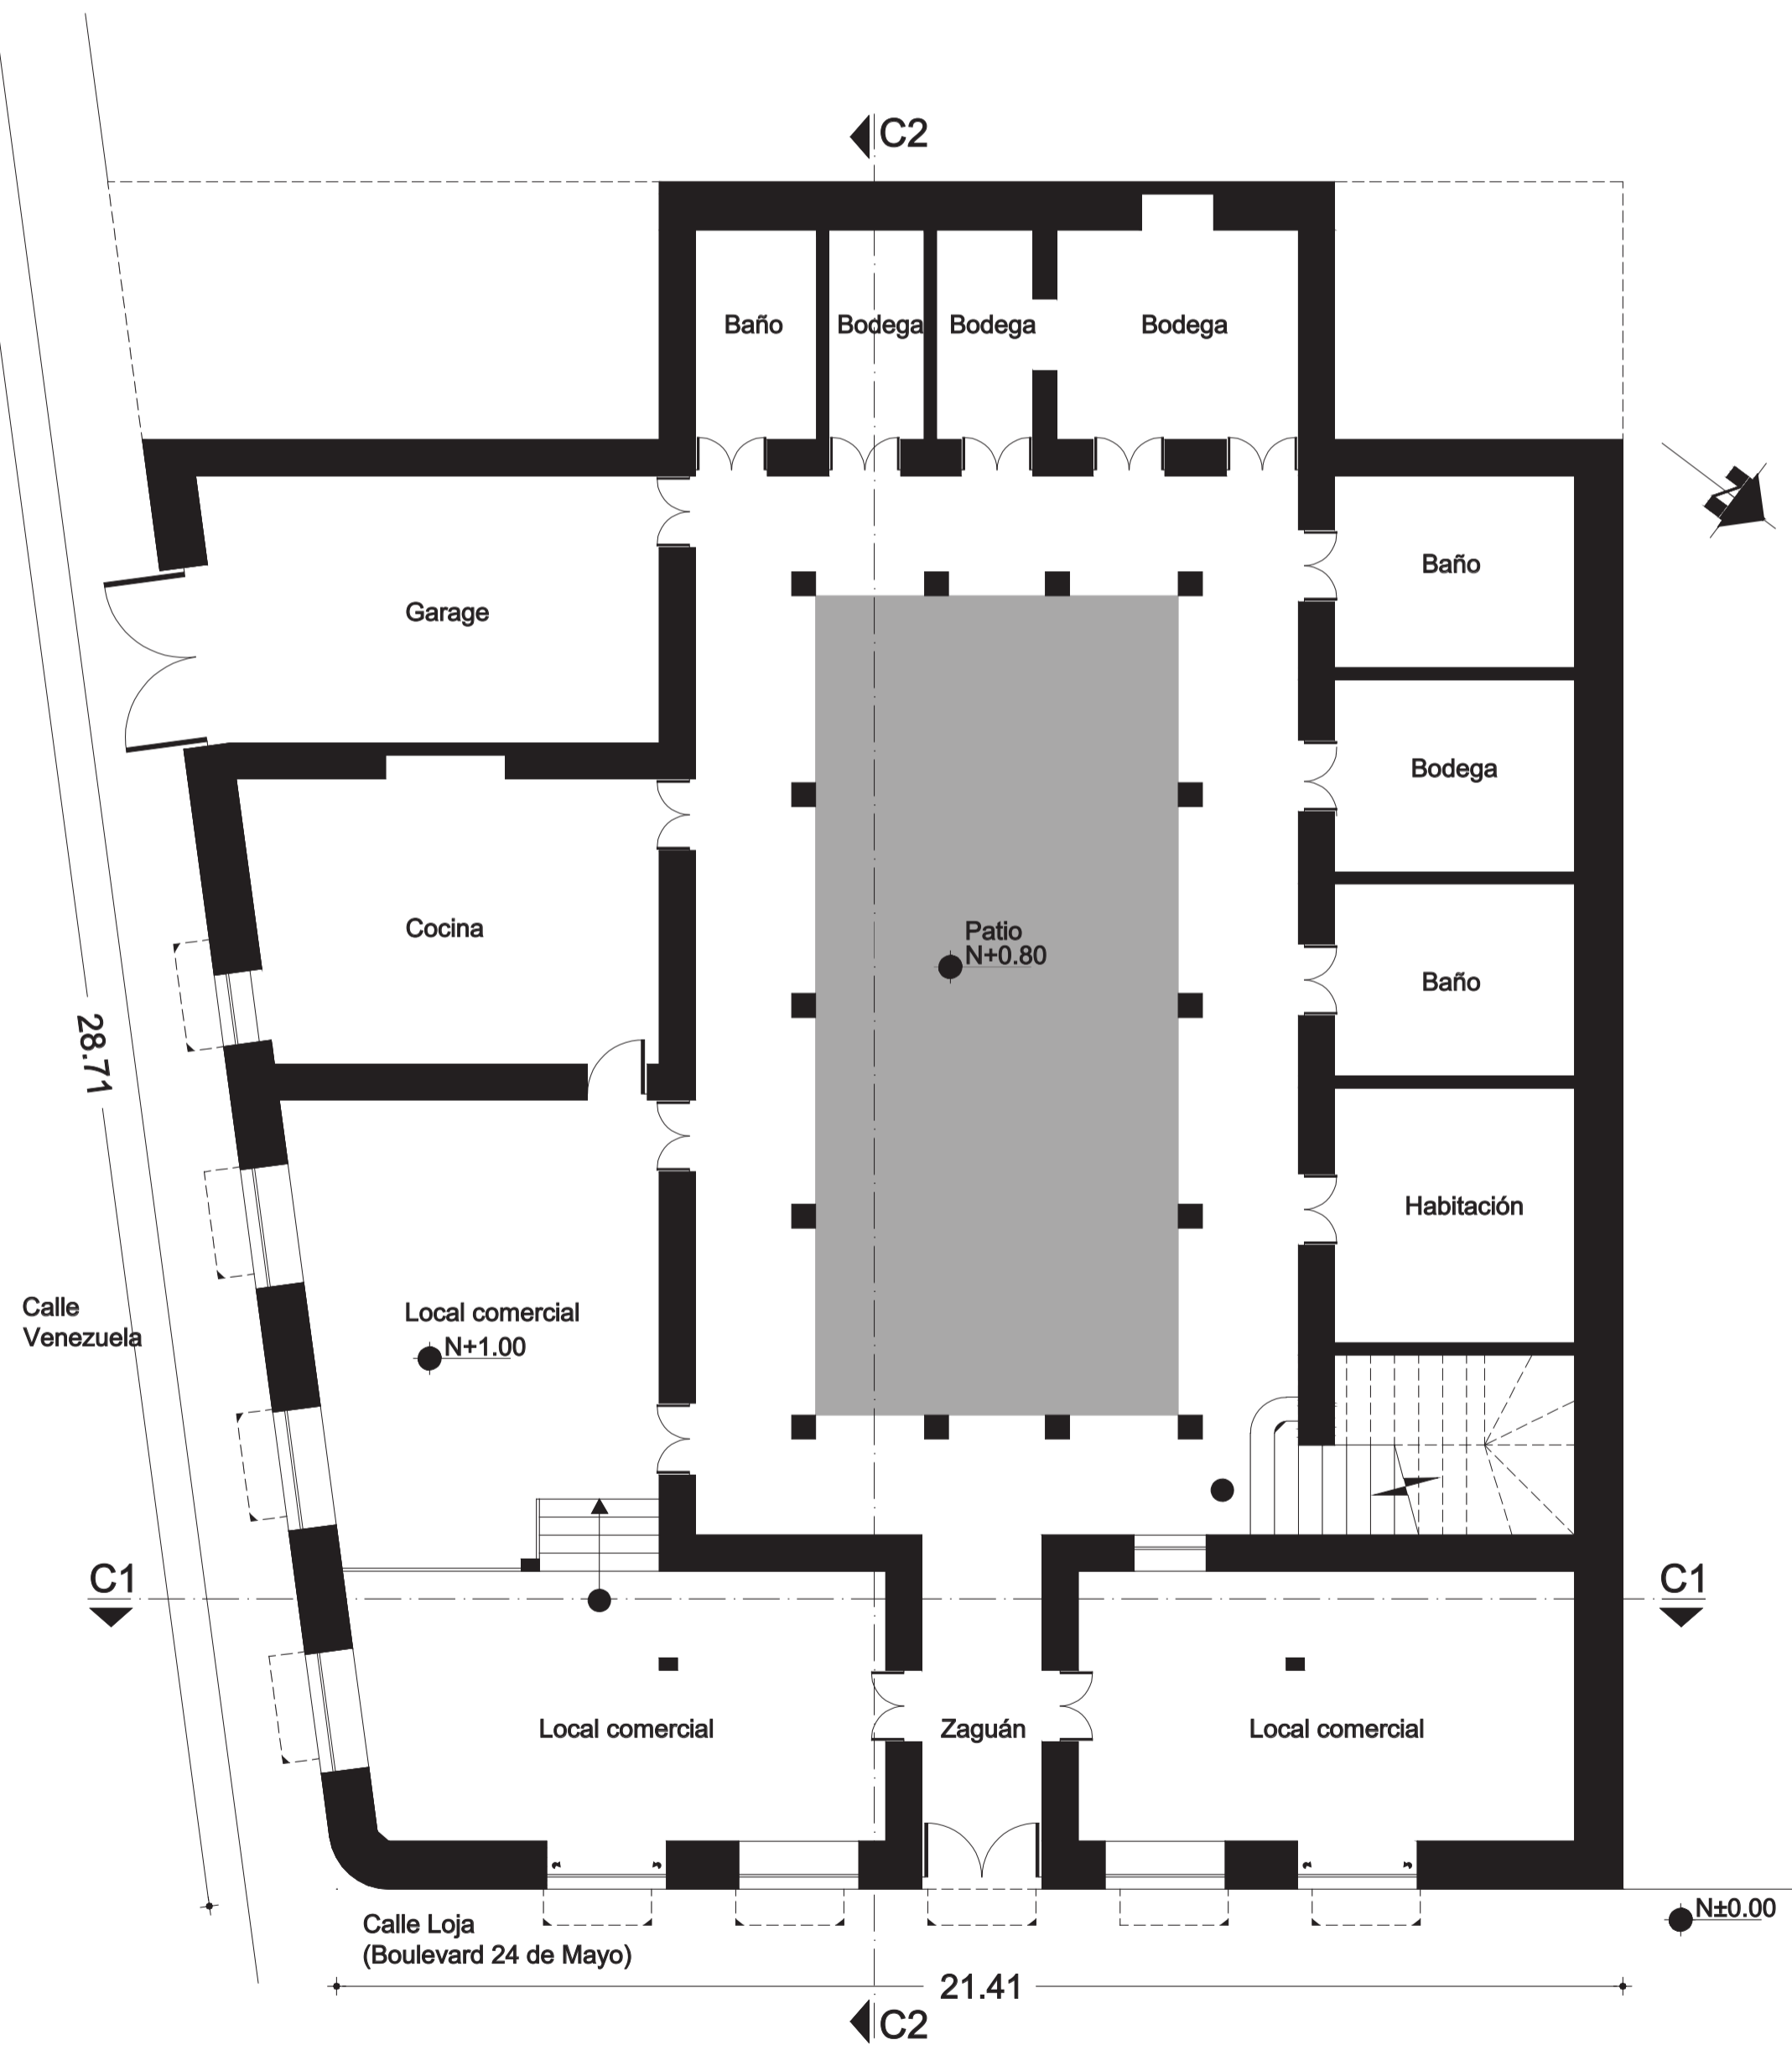 C2
Baño
Bodega
Bodega
Bodega
N
Garage
Baño
Bodega
Cocina
Patio
N+0.80
Baño
28.71
Habitación
Calle
Venezuela
Local comercial
N+1.00
C1
C1
Local comercial
Zaguán
Local comercial
N±0.00
Calle Loja
(Boulevard 24 de Mayo)
21.41
C2